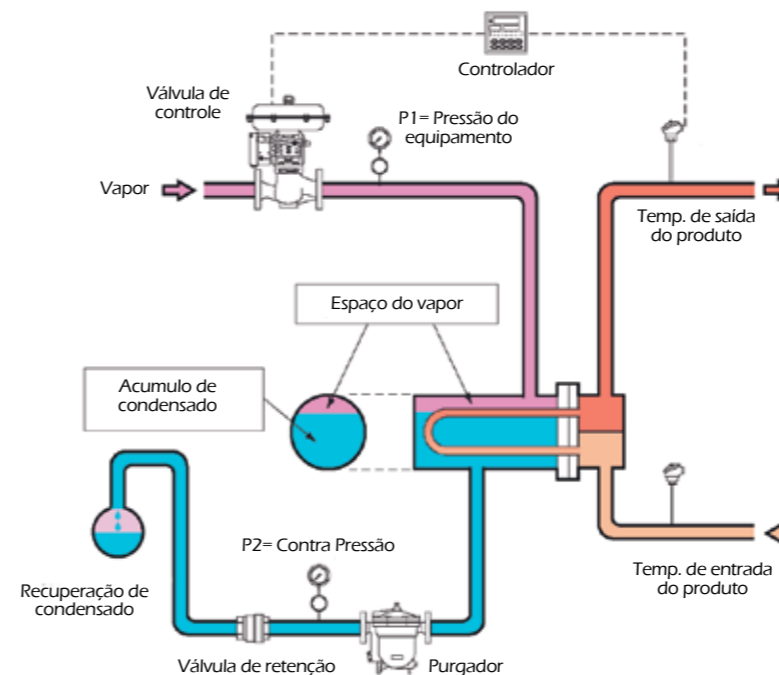 Controlador
Válvula de
controle
P1= Pressão do
equipamento
Vapor
Temp. de saída
do produto
Espaço do vapor
Acumulo de
condensado
P2= Contra Pressão
Recuperação de
condensado
Temp. de entrada
do produto
Válvula de retenção
Purgador